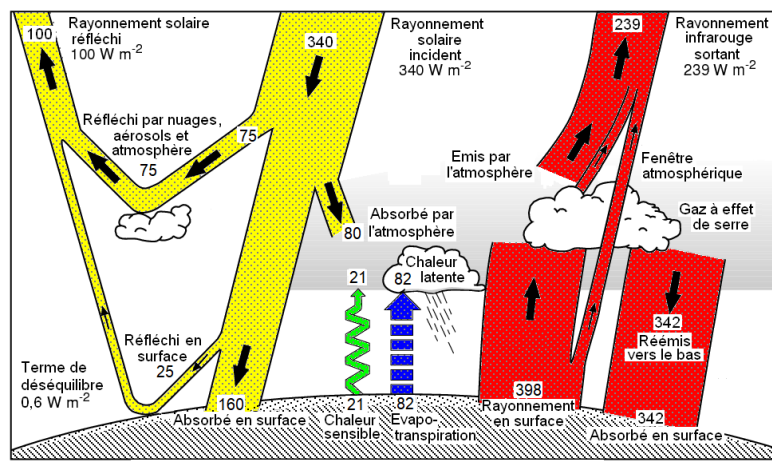 100
Rayonnement solaire
réfléchi
100 W m-2
340
Rayonnement
solaire
incident
340 W m-2
239
Rayonnement
infrarouge
sortant
239 W m-2
Réfléchi par nuages,
aérosols et
atmosphère
75
75
Emis par
l'atmosphère
Fenêtre
atmosphérique
Absorbé par
l'atmosphère
80
Gaz à effet
de serre
Chaleur
latente
21
82
Réfléchi en
surface
25
Terme de
déséquilibre
0,6 W m-2
342
Réémis
vers le bas
160
Absorbé en surface
21
Chaleur
sensible
82
Evapo-
transpiration
398
Rayonnement
en surface
342
Absorbé en surface